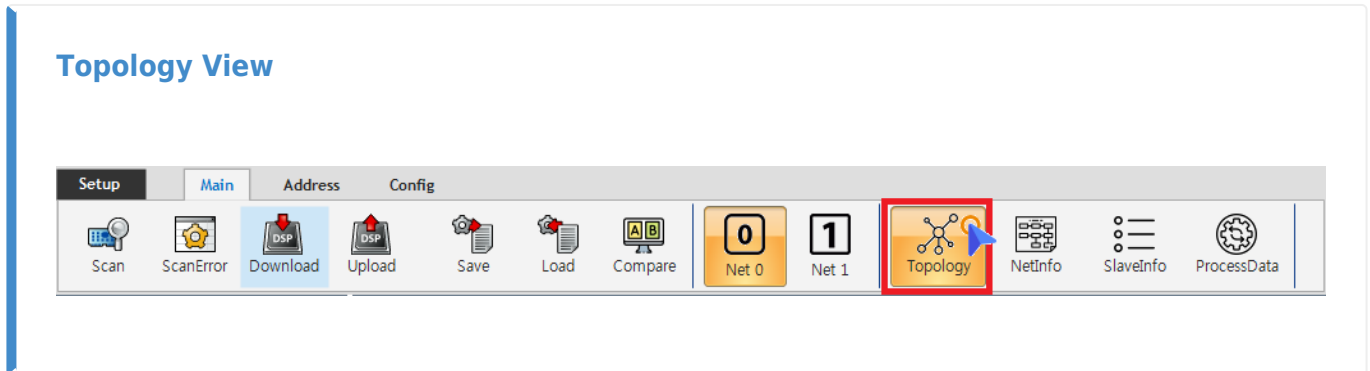 Topology View
Setup Main Address Config
DSP DSP A B 0 1
Scan ScanError Download Upload Save Load Compare Net 0 Net 1 Topology NetInfo SlaveInfo ProcessData